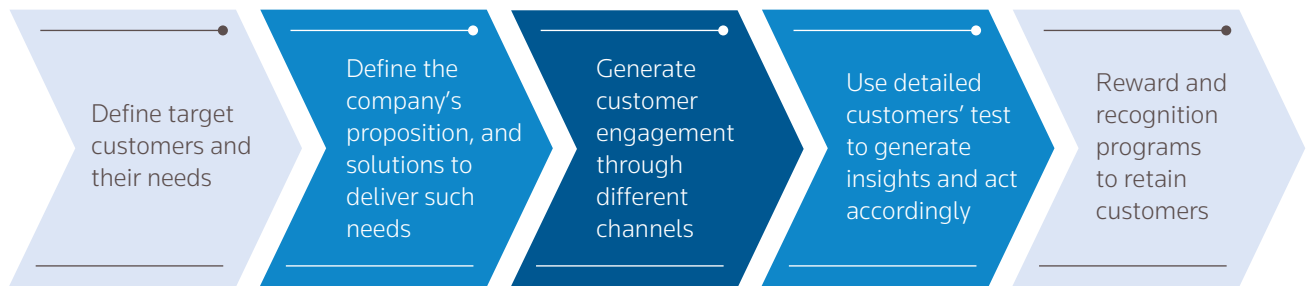 Define target
customers and
their needs
Define the
company’s
proposition, and
solutions to
deliver such
needs
Generate
customer
engagement
through
different
channels
Use detailed
customers’ test
to generate
insights and act
accordingly
Reward and
recognition
programs
to retain
customers